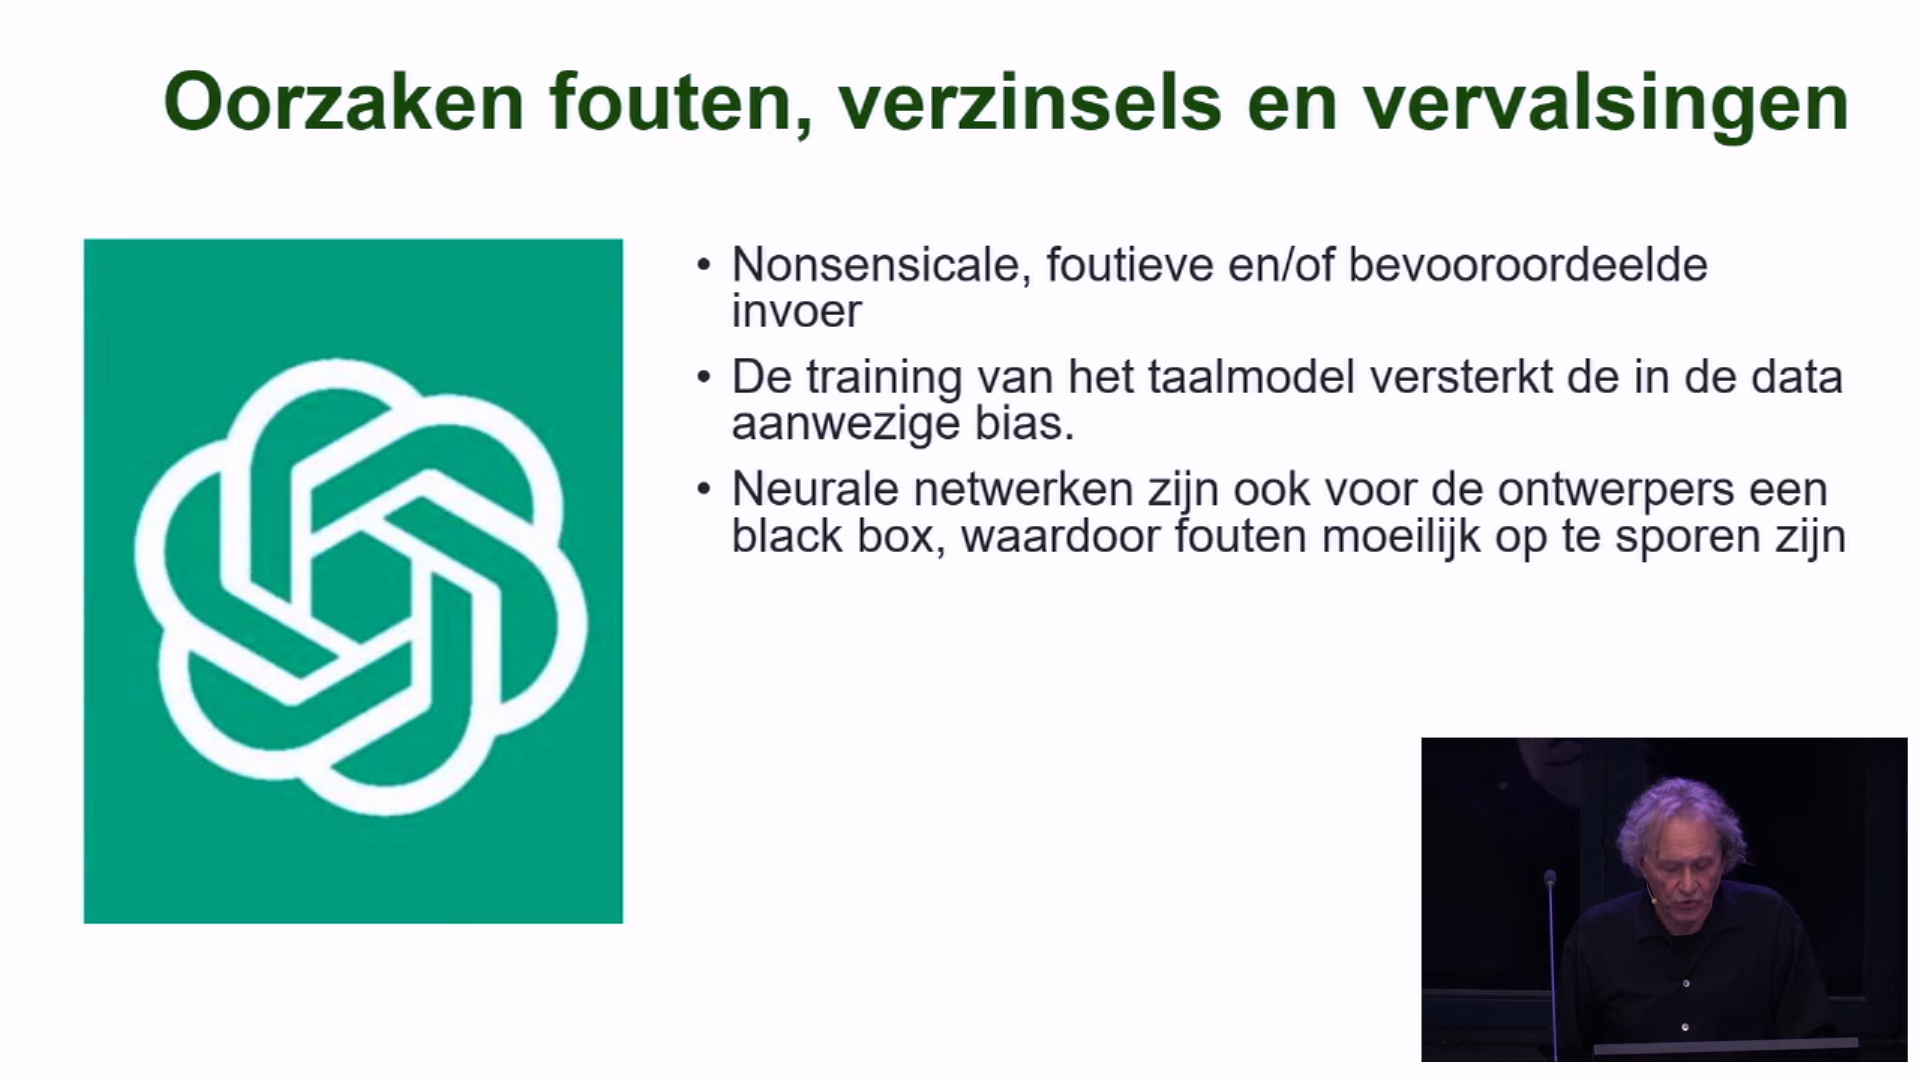 Oorzaken fouten, verzinsels en vervalsingen
• Nonsensicale, foutieve en/of bevooroordeelde
invoer
• De training van het taalmodel versterkt de in de data
aanwezige bias.
• Neurale netwerken zijn ook voor de ontwerpers een
black box, waardoor fouten moeilijk op te sporen zijn